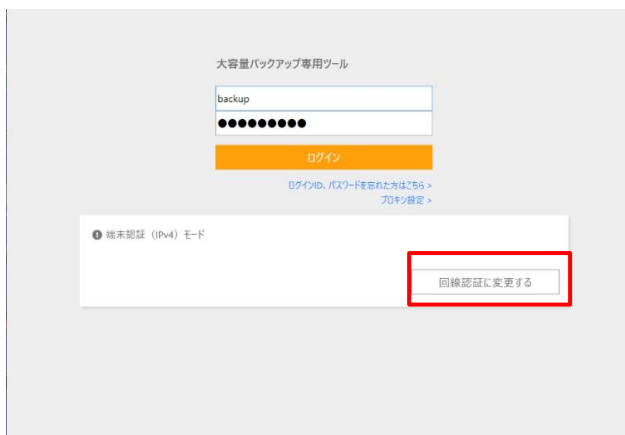 大容量バックアップ専用ツール
backup
●●●●●●●●●
ログイン
ログインID、パスワードを忘れた方はこちら >
プロキシ設定 >
端末認証（IPv4）モード
回線認証に変更する